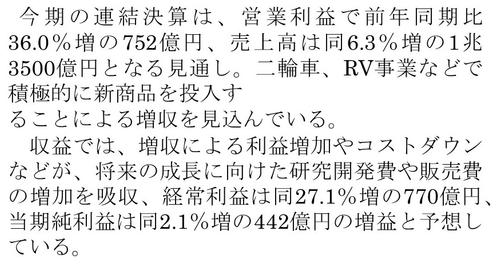 今期の連結決算は、営業利益で前年同期比
36.0％増の752億円、売上高は同6.3％増の1兆
3500億円となる見通し。二輪車、RV事業などで
積極的に新商品を投入す
ることによる増収を見込んでいる。
　収益では、増収による利益増加やコストダウン
などが、将来の成長に向けた研究開発費や販売費
の増加を吸収、経常利益は同27.1％増の770億円、
当期純利益は同2.1％増の442億円の増益と予想し
ている。